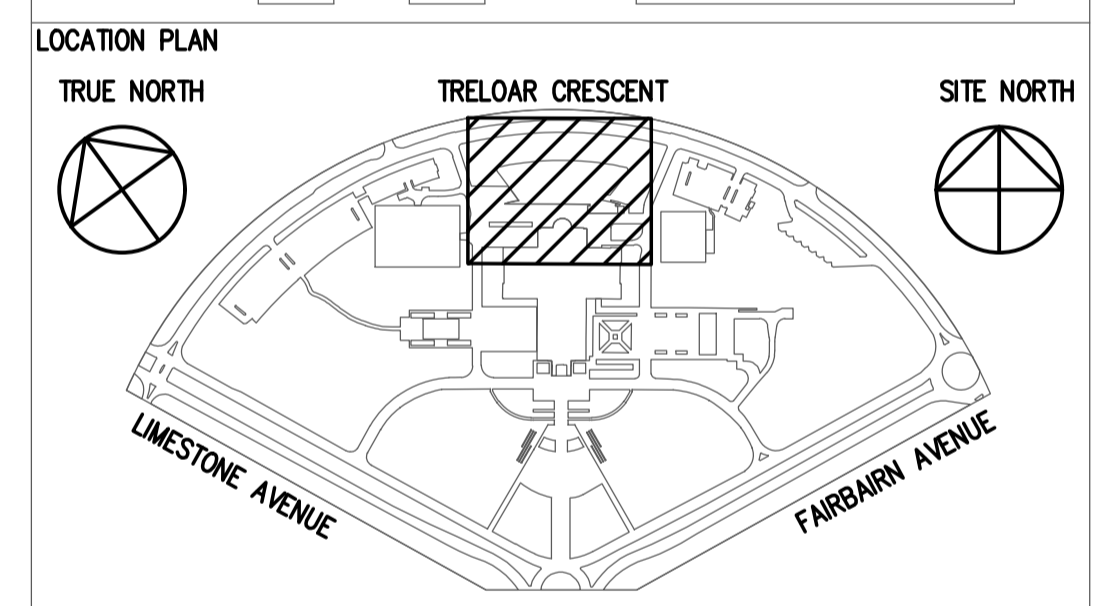 LOCATION PLAN
TRUE NORTH
TRELOAR CRESCENT
SITE NORTH
LIMESTONE AVENUE
FAIRBAIRN AVENUE